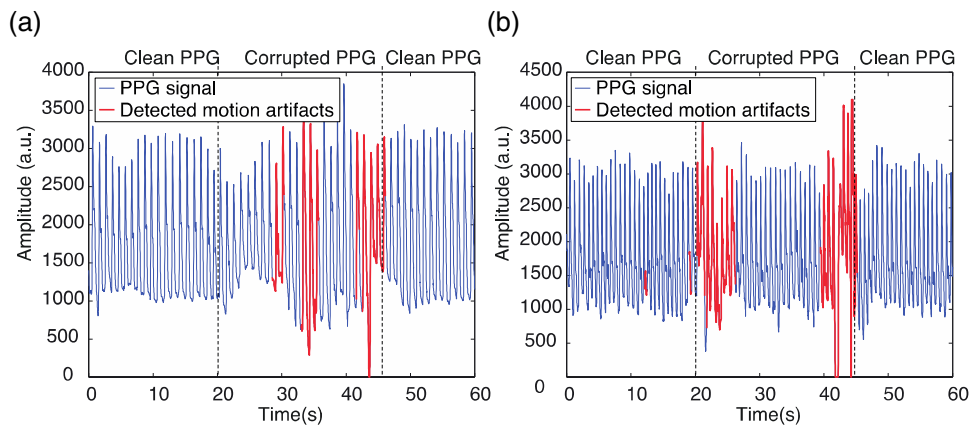 (a)
(b)
Clean PPG Corrupted PPG Clean PPG
4000
3500
3000
2500
2000
1500
1000
500
0
Amplitude (a.u.)
PPG signal
Detected motion artifacts
0 10 20 30 40 50 60
Time(s)
Clean PPG Corrupted PPG Clean PPG
4500
4000
3500
3000
2500
2000
1500
1000
500
0
Amplitude (a.u.)
PPG signal
Detected motion artifacts
0 10 20 30 40 50 60
Time(s)